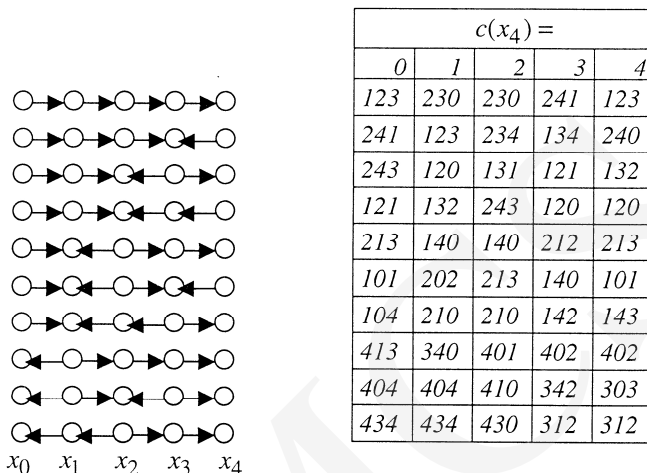 c(x4) =
0 1 2 3 4
123 230 230 241 123
241 123 234 134 240
243 120 131 121 132
121 132 243 120 120
213 140 140 212 213
101 202 213 140 101
104 210 210 142 143
413 340 401 402 402
404 404 410 342 303
434 434 430 312 312
x0 x1 x2 x3 x4